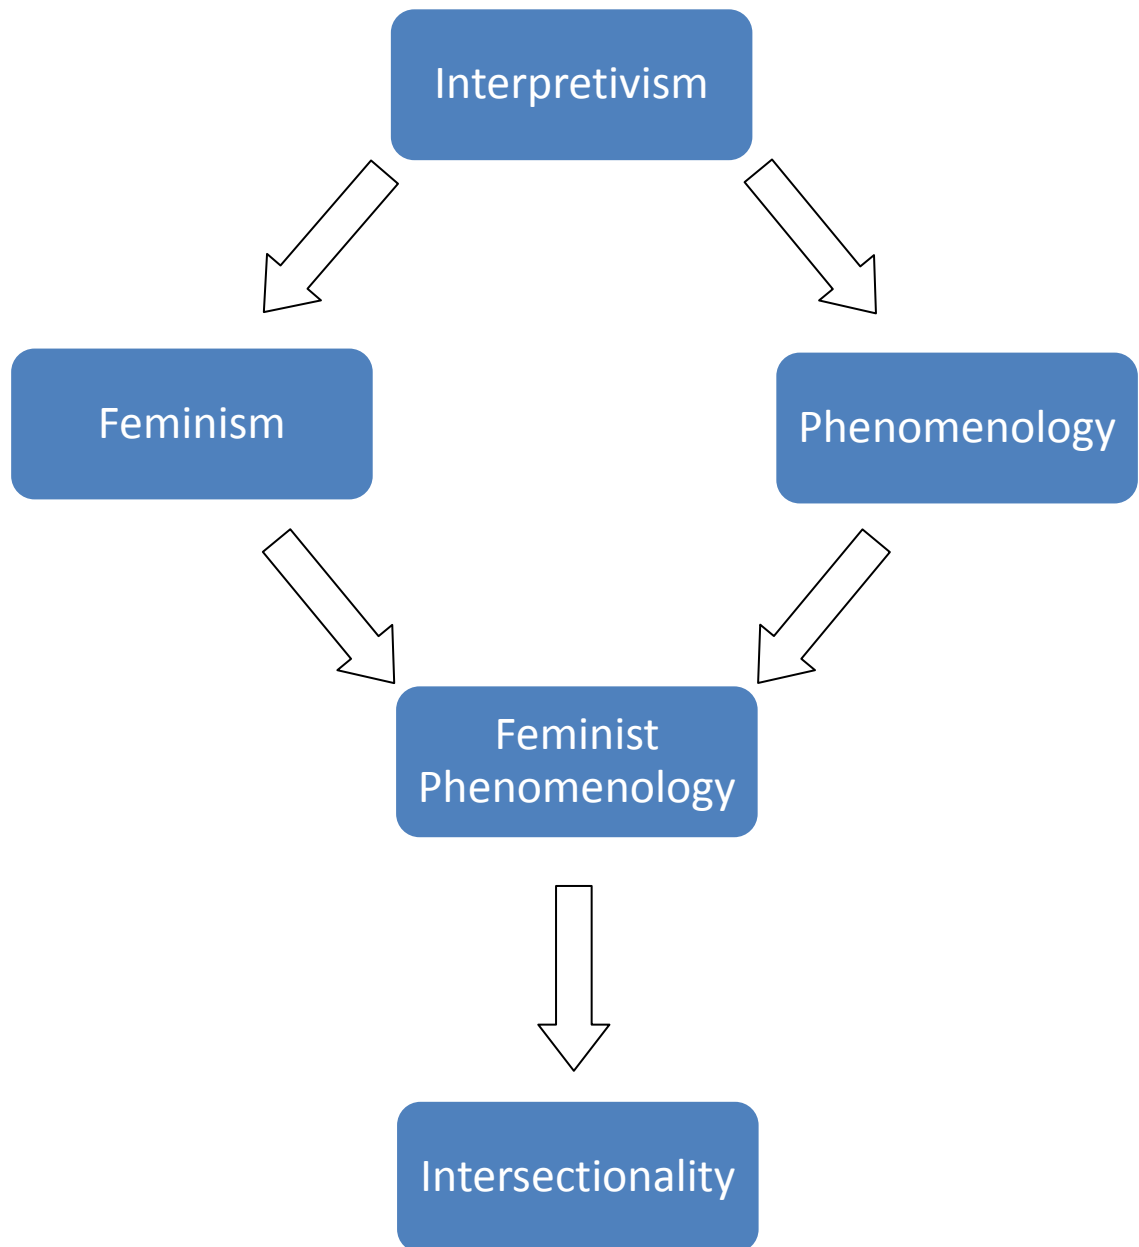 Interpretivism
Feminism
Phenomenology
Feminist
Phenomenology
Intersectionality